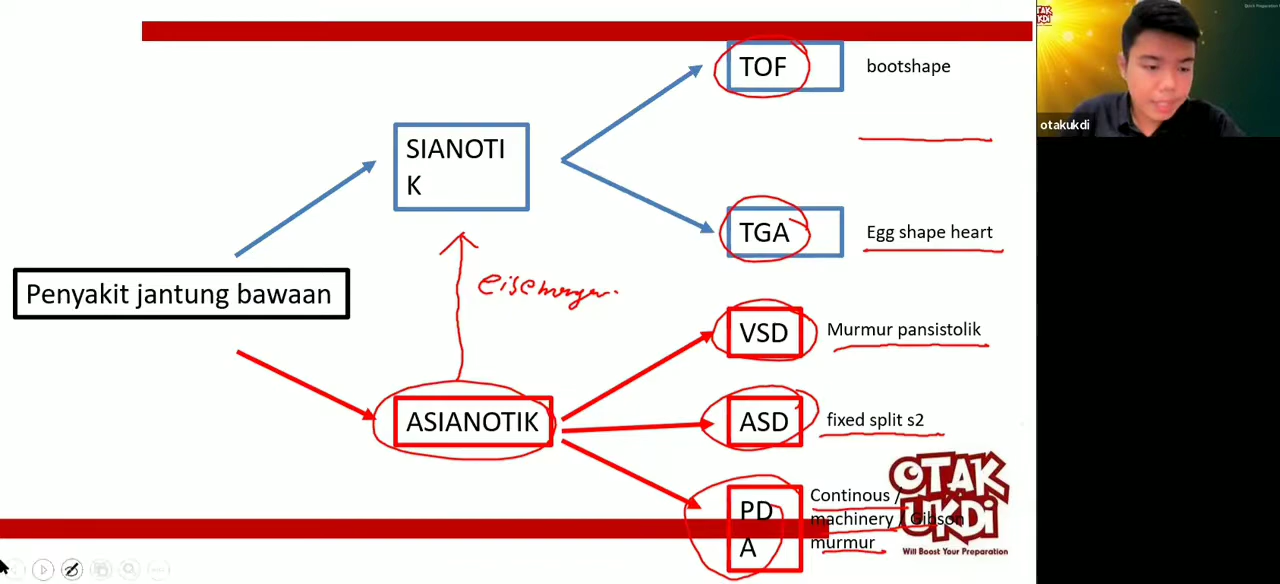 TOF
bootshape
SIANOTI
K
TGA
Egg shape heart
Penyakit jantung bawaan
VSD
Murmur pansistolik
ASIANOTIK
ASD
fixed split s2
PD
A
Continous /
machinery / Gibson
murmur
OTAK
UKDi
Will Boost Your Preparation
otakukdi